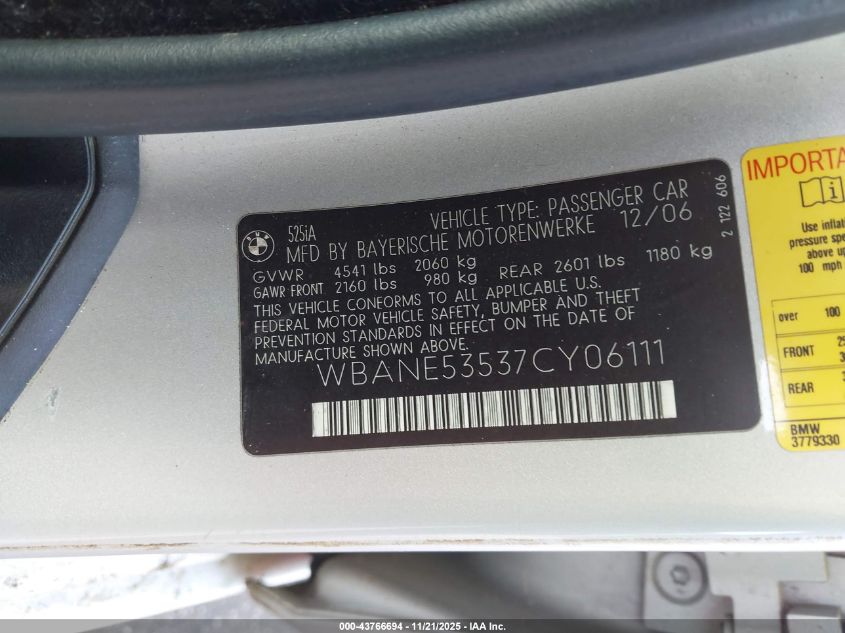 BMW
525iA
VEHICLE TYPE: PASSENGER CAR
MFD BY BAYERISCHE MOTORENWERKE 12/06
GVWR 4541 lbs 2060 kg
GAWR FRONT 2160 lbs 980 kg REAR 2601 lbs 1180 kg
THIS VEHICLE CONFORMS TO ALL APPLICABLE U.S.
FEDERAL MOTOR VEHICLE SAFETY, BUMPER AND THEFT
PREVENTION STANDARDS IN EFFECT ON THE DATE OF
MANUFACTURE SHOWN ABOVE.
WBANE53537CY06111
2 122 606
IMPORTA
i
Use inflat
pressure spe
above up
100 mph
over 100
FRONT
REAR
BMW
3779330
000-43766694 - 11/21/2025 - IAA Inc.